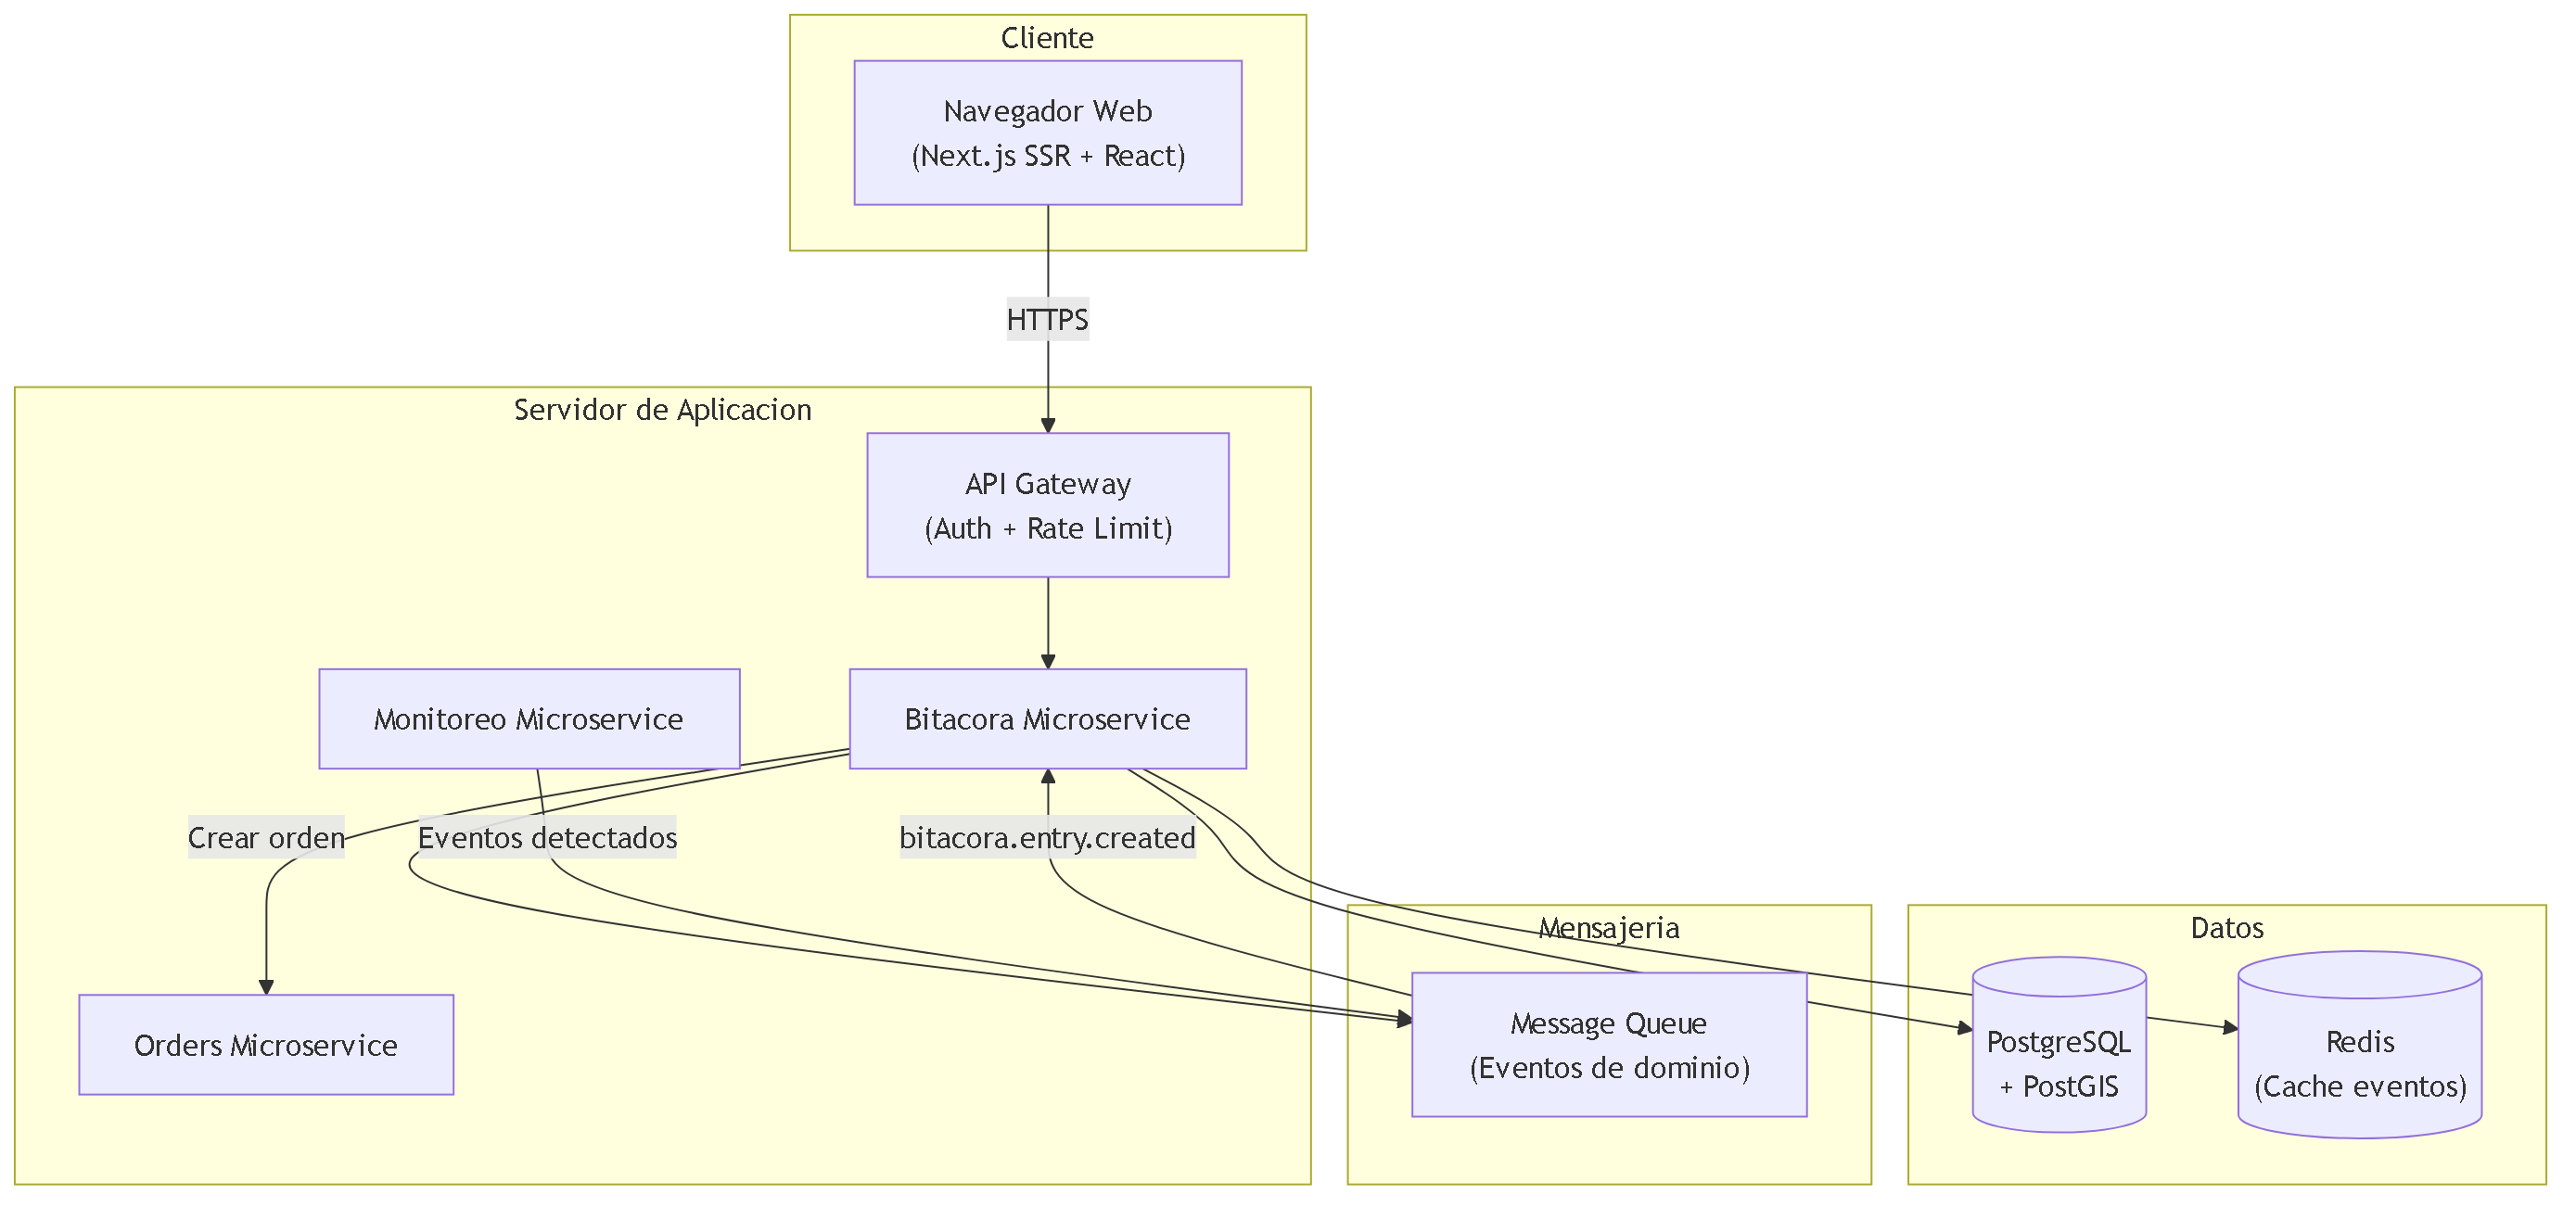 Cliente
Navegador Web
(Next.js SSR + React)
HTTPS
Servidor de Aplicacion
API Gateway
(Auth + Rate Limit)
Monitoreo Microservice
Bitacora Microservice
Crear orden
Eventos detectados
bitacora.entry.created
Orders Microservice
Mensajeria
Message Queue
(Eventos de dominio)
Datos
PostgreSQL
+ PostGIS
Redis
(Cache eventos)